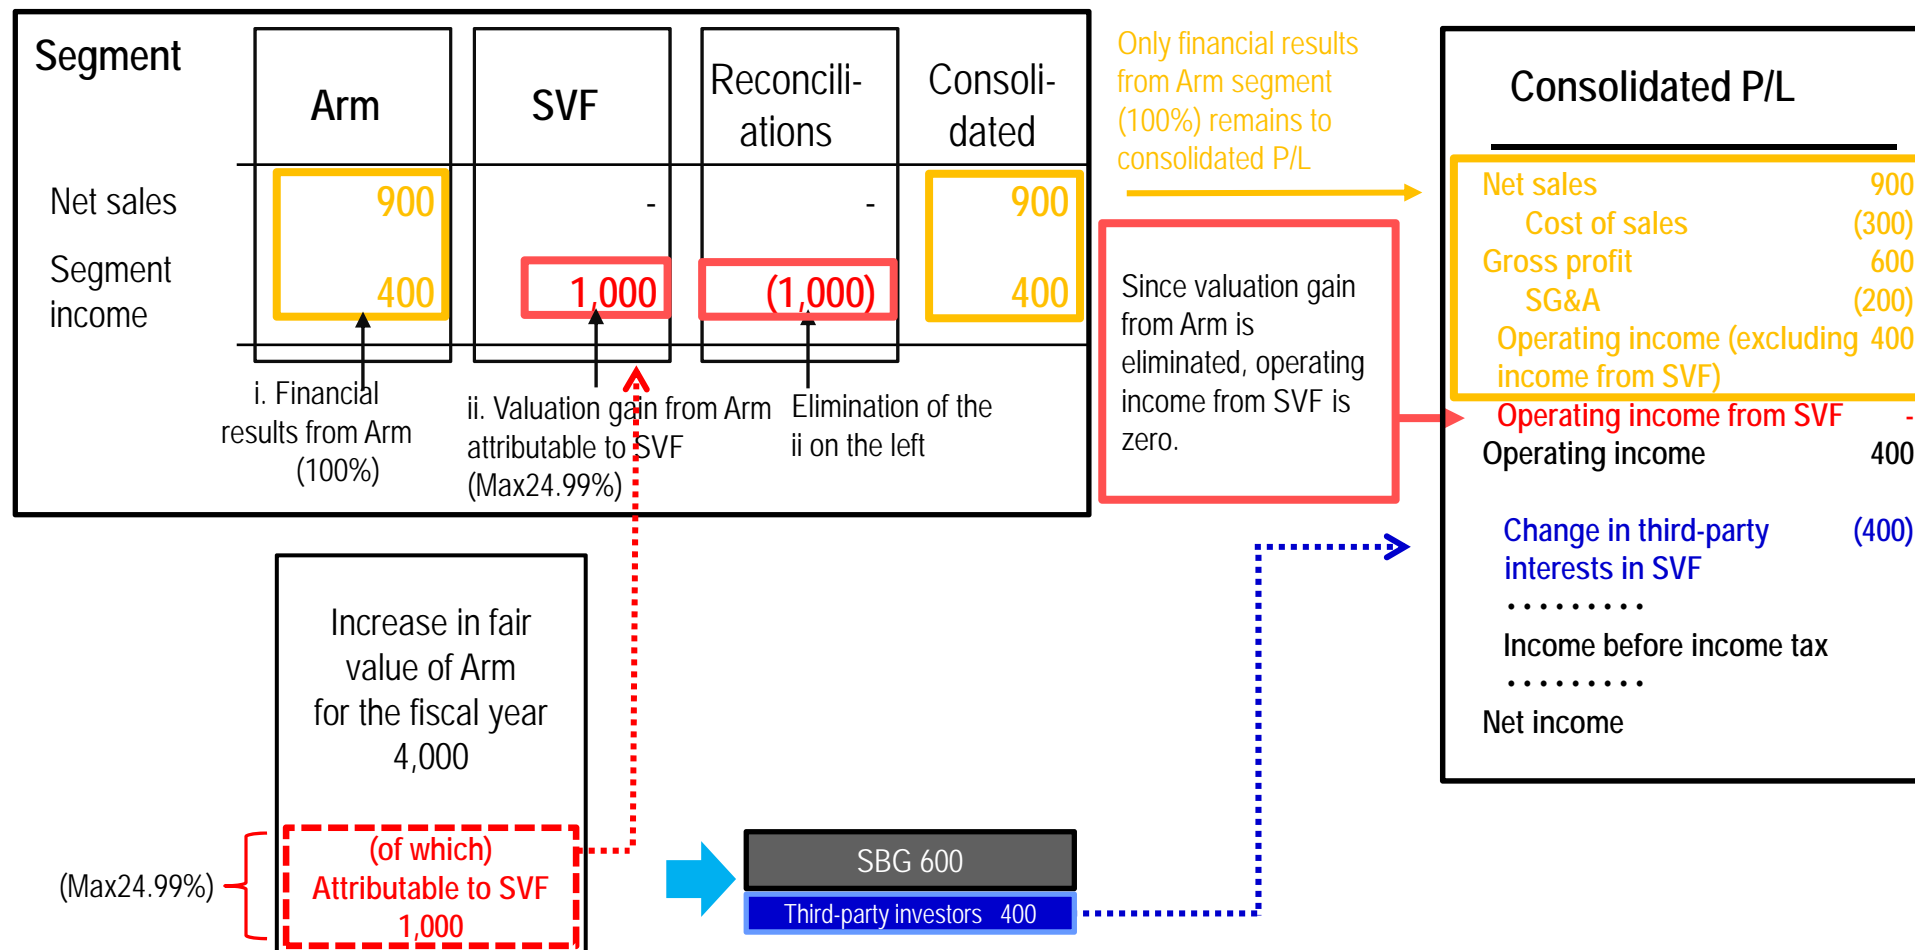 Segment
Arm
SVF
Reconcili-
ations
Consoli-
dated
Net sales
900
-
-
900
Segment
income
400
1,000
(1,000)
400
i. Financial
results from Arm
(100%)
ii. Valuation gain from Arm
attributable to SVF
(Max24.99%)
Elimination of the
ii on the left
Only financial results
from Arm segment
(100%) remains to
consolidated P/L
Since valuation gain
from Arm is
eliminated, operating
income from SVF is
zero.
Consolidated P/L
Net sales 900
Cost of sales (300)
Gross profit 600
SG&A (200)
Operating income (excluding 400
income from SVF)
Operating income from SVF -
Operating income 400
Change in third-party (400)
interests in SVF
・・・・・・・・・
Income before income tax
・・・・・・・・・
Net income
Increase in fair
value of Arm
for the fiscal year
4,000
(Max24.99%)
(of which)
Attributable to SVF
1,000
SBG 600
Third-party investors 400